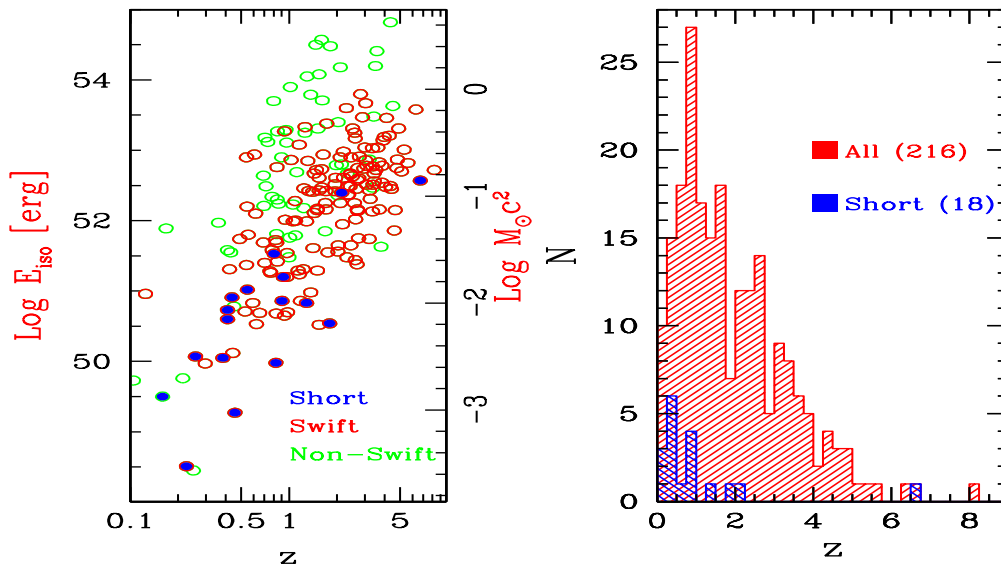 Log E_iso [erg]
54
52
50
0.1
0.5
1
5
z
Short
Swift
Non-Swift
0
-1
-2
-3
Log M_⊙c²
N
25
20
15
10
5
0
All (216)
Short (18)
0
2
4
6
8
z